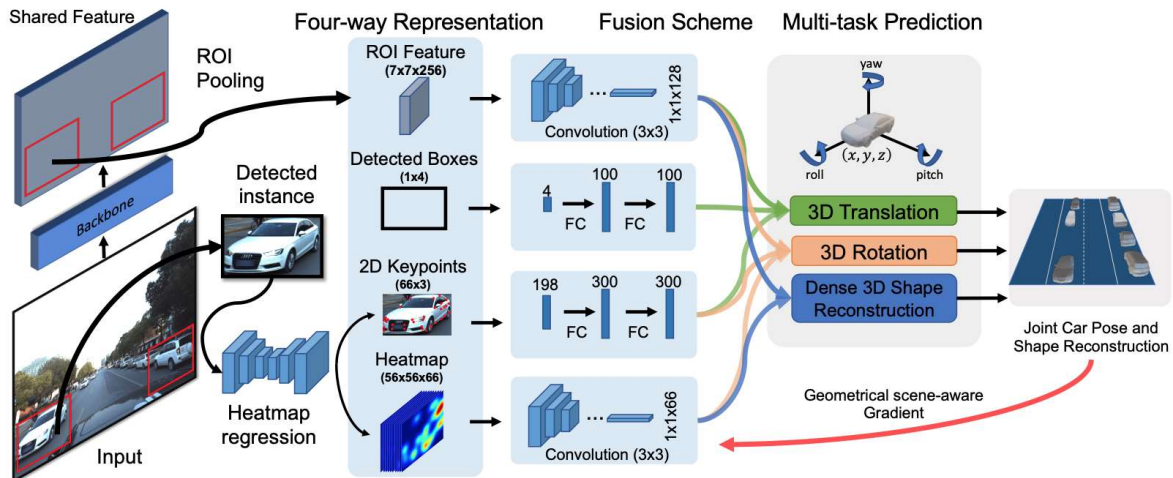 Shared Feature
ROI
Pooling
Backbone
Detected
instance
Heatmap
regression
Input
Four-way Representation
ROI Feature
(7x7x256)
Detected Boxes
(1x4)
2D Keypoints
(66x3)
Heatmap
(56x56x66)
Fusion Scheme
...
1x1x128
Convolution (3x3)
4
100
100
FC
FC
198
300
300
FC
FC
...
1x1x66
Convolution (3x3)
Multi-task Prediction
yaw
(x, y, z)
roll
pitch
3D Translation
3D Rotation
Dense 3D Shape
Reconstruction
Joint Car Pose and
Shape Reconstruction
Geometrical scene-aware
Gradient